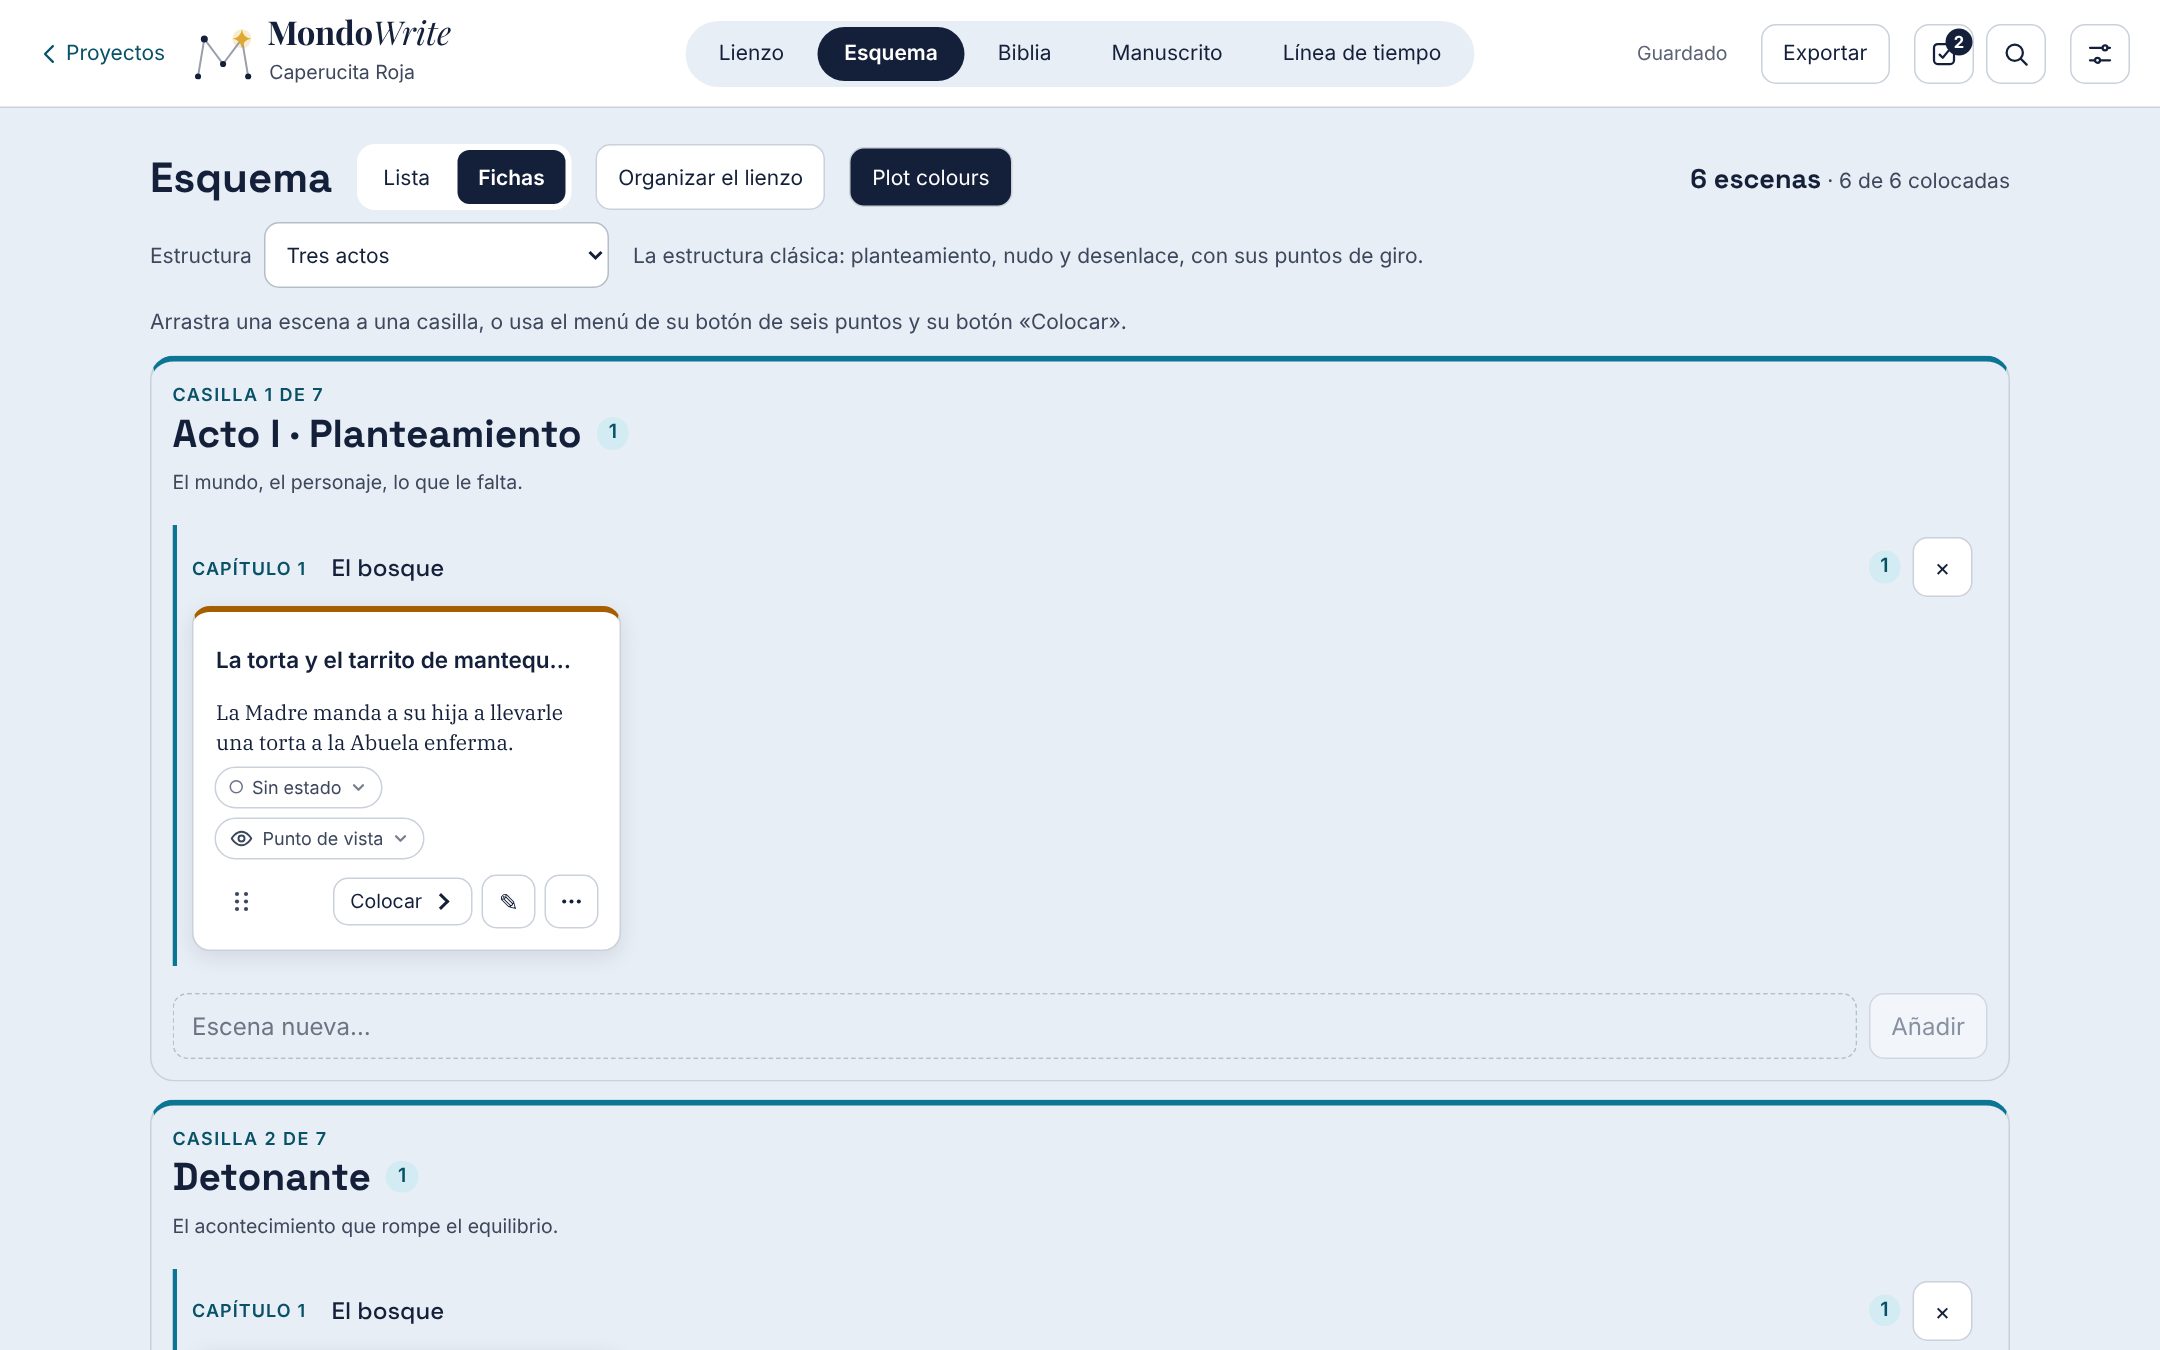 Proyectos
MondoWrite
Caperucita Roja
Lienzo
Esquema
Biblia
Manuscrito
Línea de tiempo
Guardado
Exportar
2
Esquema
Lista
Fichas
Organizar el lienzo
Plot colours
6 escenas · 6 de 6 colocadas
Estructura
Tres actos
La estructura clásica: planteamiento, nudo y desenlace, con sus puntos de giro.
Arrastra una escena a una casilla, o usa el menú de su botón de seis puntos y su botón «Colocar».
CASILLA 1 DE 7
Acto I · Planteamiento 1
El mundo, el personaje, lo que le falta.
CAPÍTULO 1 El bosque 1 ×
La torta y el tarrito de mantequ...
La Madre manda a su hija a llevarle
una torta a la Abuela enferma.
Sin estado
Punto de vista
Colocar
Escena nueva...
Añadir
CASILLA 2 DE 7
Detonante 1
El acontecimiento que rompe el equilibrio.
CAPÍTULO 1 El bosque 1 ×